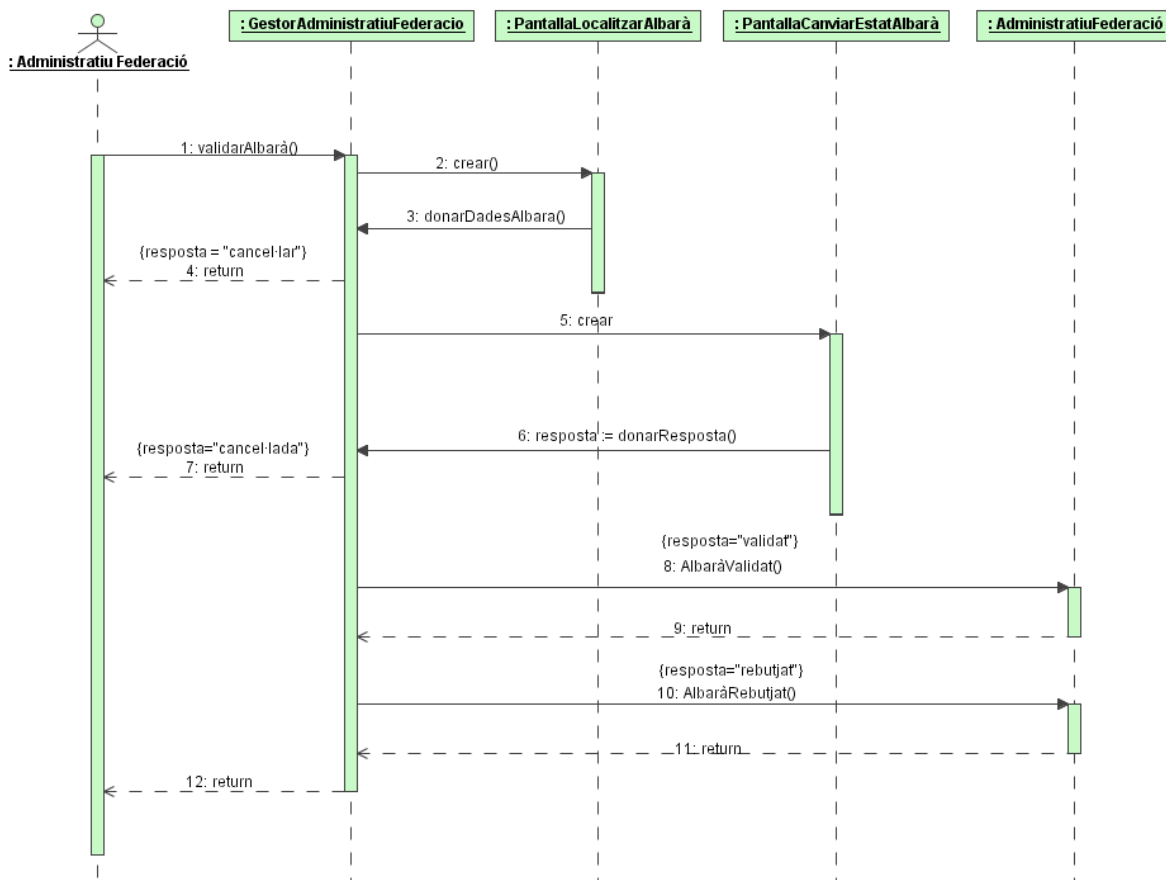 : Administratiu Federació
: GestorAdministratiuFederacio
: PantallaLocalitzarAlbarà
: PantallaCanviarEstatAlbarà
: AdministratiuFederació
1: validarAlbarà()
2: crear()
3: donarDadesAlbara()
{resposta = "cancel·lar"}
4: return
5: crear
6: resposta := donarResposta()
{resposta="cancel·lada"}
7: return
{resposta="validat"}
8: AlbaràValidat()
9: return
{resposta="rebutjat"}
10: AlbaràRebutjat()
11: return
12: return